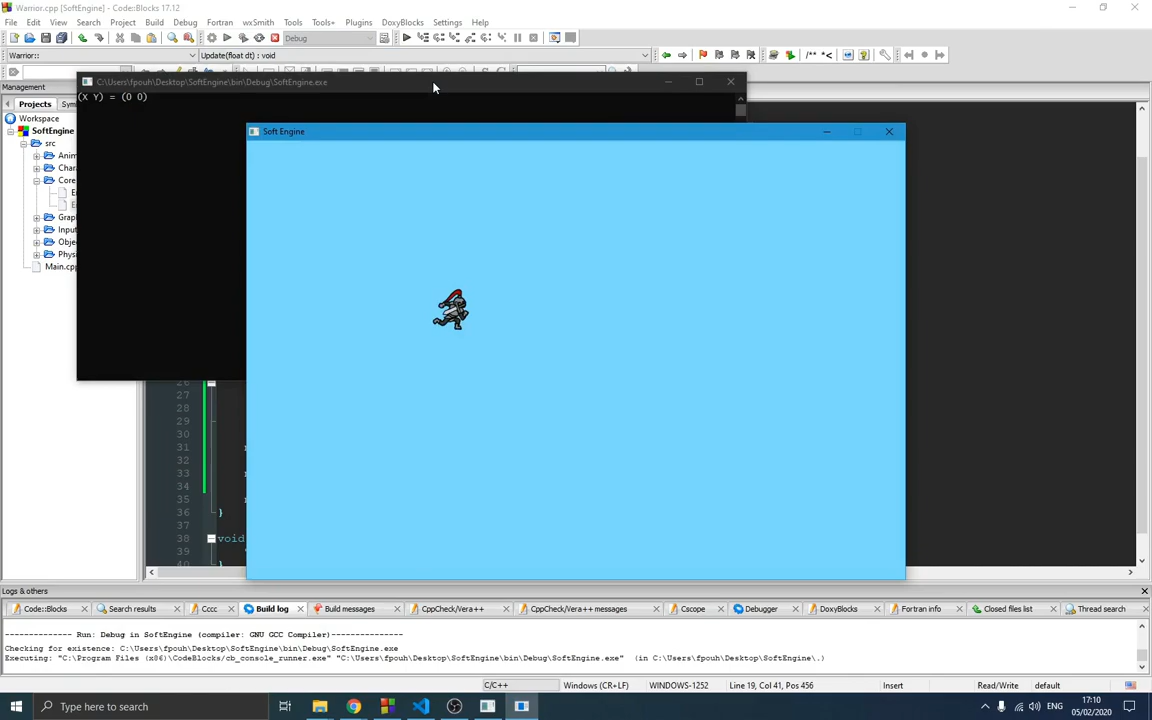 Warrior.cpp [SoftEngine] - Code::Blocks 17.12
File Edit View Search Project Build Debug Fortran wxSmith Tools Tools+ Plugins DoxyBlocks Settings Help
Debug
Warrior:: Update(float dt) : void
/** *<
Management
C:\Users\fpouh\Desktop\SoftEngine\bin\Debug\SoftEngine.exe
(X Y) = (0 0)
Projects
Workspace
SoftEngine
src
Core
Main.cpp
Soft Engine
26
27
28
29
30
31
32
33
34
35
36 }
37
38 void
39
40 }
Logs & others
Code::Blocks Search results Cccc Build log Build messages CppCheck/Vera++ CppCheck/Vera++ messages Cscope Debugger DoxyBlocks Fortran info Closed files list Thread search
-------------- Run: Debug in SoftEngine (compiler: GNU GCC Compiler)---------------
Checking for existence: C:\Users\fpouh\Desktop\SoftEngine\bin\Debug\SoftEngine.exe
Executing: "C:\Program Files (x86)\CodeBlocks/cb_console_runner.exe" "C:\Users\fpouh\Desktop\SoftEngine\bin\Debug\SoftEngine.exe" (in C:\Users\fpouh\Desktop\SoftEngine\.)
C/C++ Windows (CR+LF) WINDOWS-1252 Line 19, Col 41, Pos 456 Insert Read/Write default
Type here to search
ENG
17:10
05/02/2020